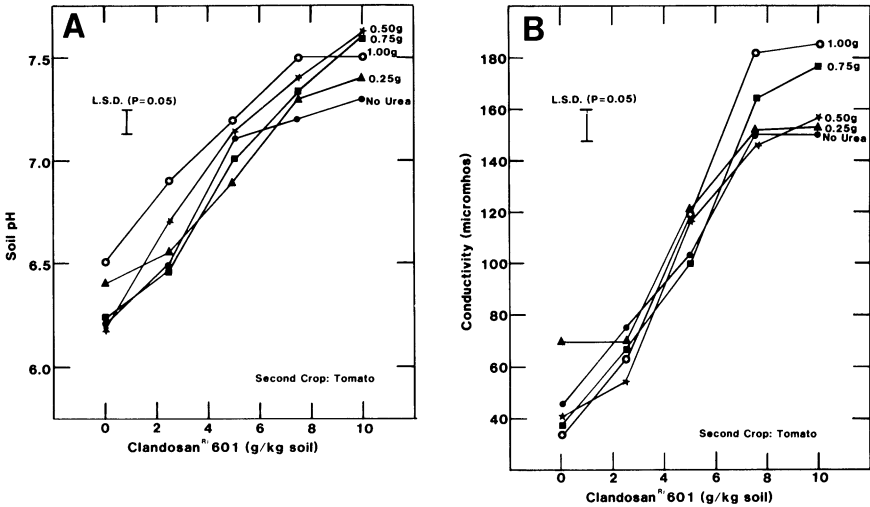 A
7.5
7.0
6.5
6.0
Soil pH
L.S.D. (P=0.05)
0.50g
0.75g
1.00g
0.25g
No Urea
Second Crop: Tomato
0 2 4 6 8 10
Clandosan 601 (g/kg soil)
B
180
160
140
120
100
80
60
40
Conductivity (micromhos)
L.S.D. (P=0.05)
1.00g
0.75g
0.50g
0.25g
No Urea
Second Crop: Tomato
0 2 4 6 8 10
Clandosan 601 (g/kg soil)